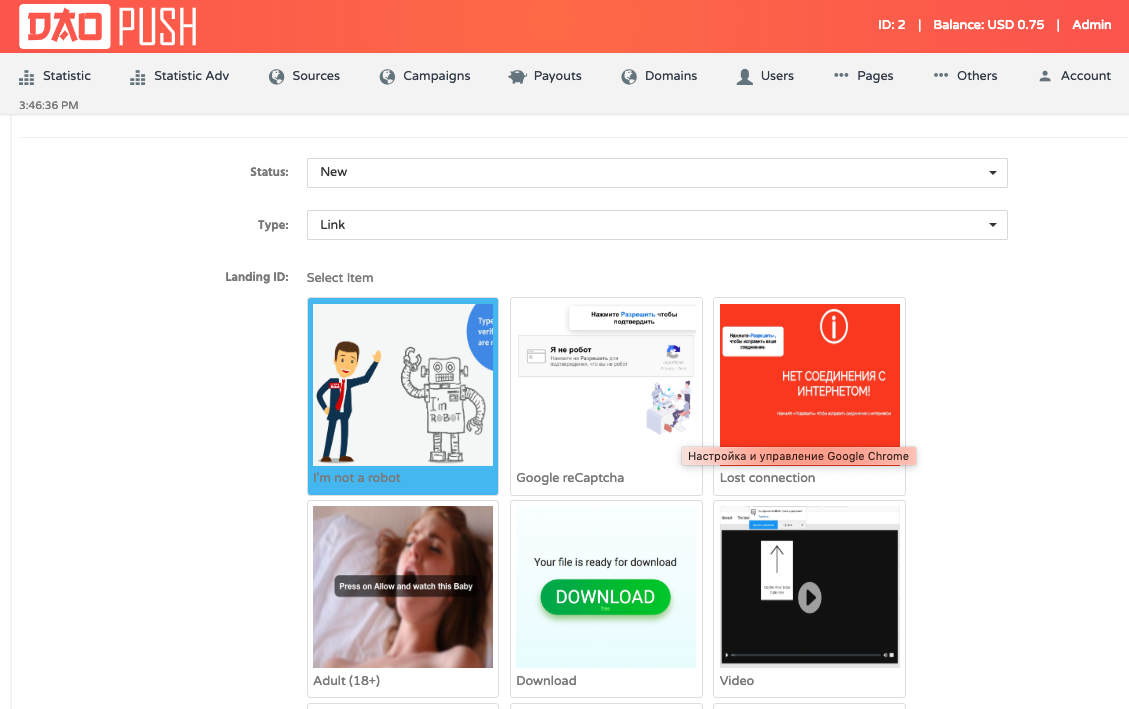 DAO PUSH
ID: 2 | Balance: USD 0.75 | Admin
Statistic
Statistic Adv
Sources
Campaigns
Payouts
Domains
Users
Pages
Others
Account
3:46:36 PM
Status:
New
Type:
Link
Landing ID:
Select Item
Type
verif
are n
I'm
ROBOT
I'm not a robot
Нажмите Разрешить чтобы
подтвердить
Я не робот
Нажмите на Разрешить для
подтверждения, что вы не робот
Google reCaptcha
Нажмите «Разрешить»,
чтобы исправить ваше
соединение.
НЕТ СОЕДИНЕНИЯ С
ИНТЕРНЕТОМ!
Нажмите «Разрешить», чтобы исправить соединение с интернетом
Настройка и управление Google Chrome
Lost connection
Press on Allow and watch this Baby
Adult (18+)
Your file is ready for download
DOWNLOAD
free
Download
Video